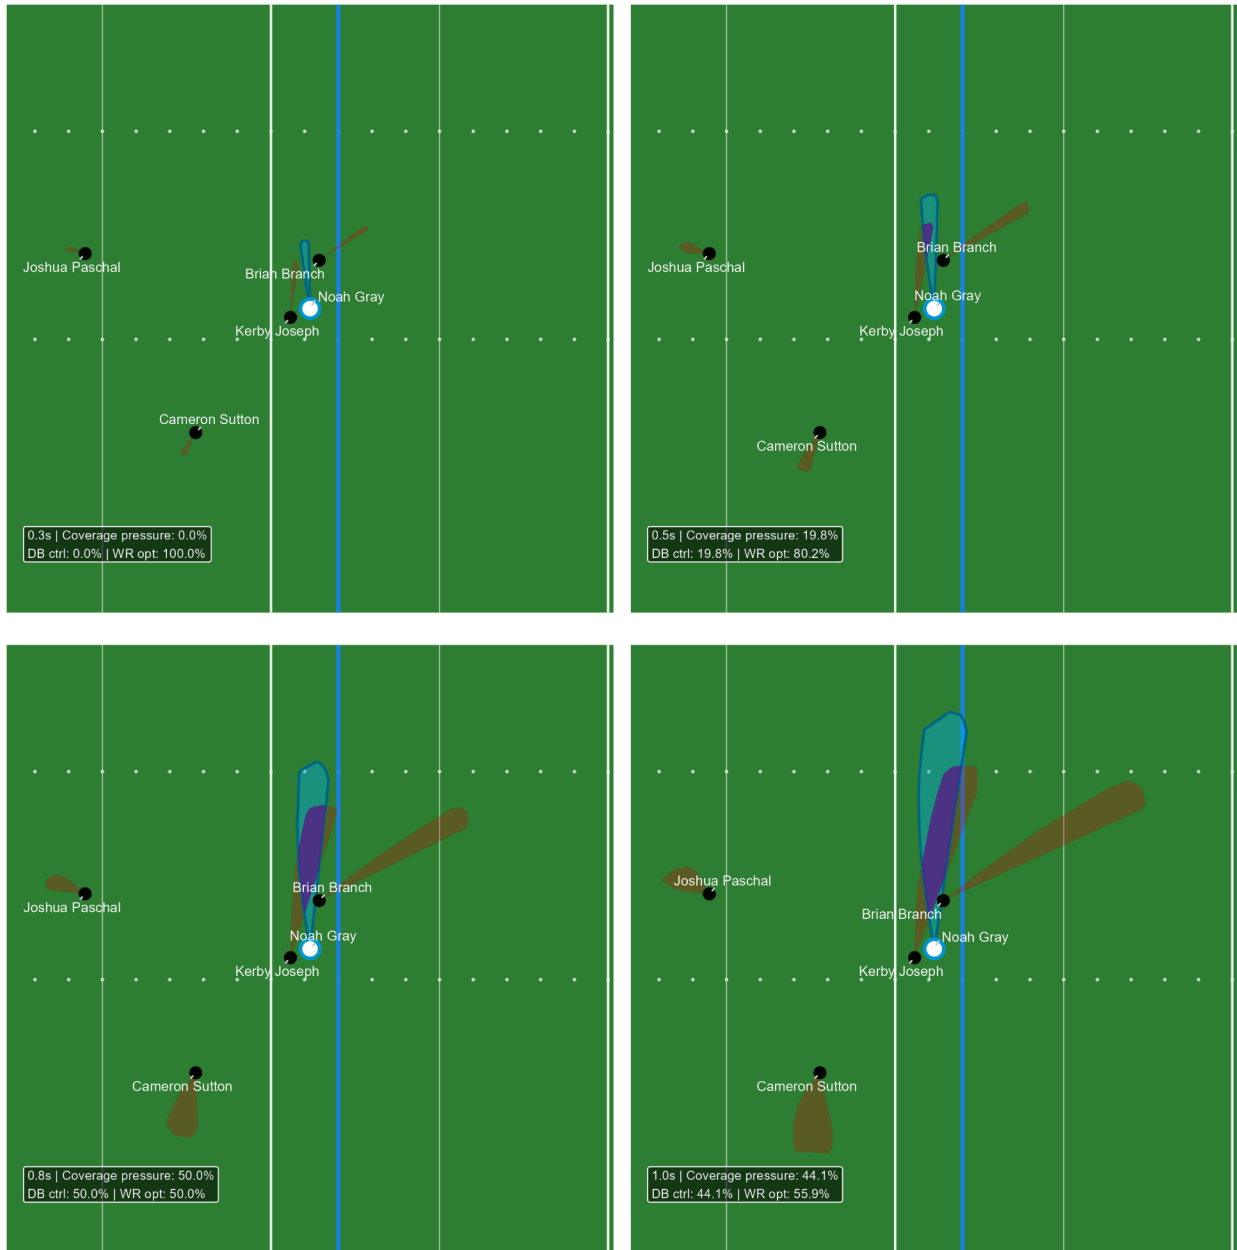 Joshua Paschal
Brian Branch
Noah Gray
Kerby Joseph
Cameron Sutton
0.3s | Coverage pressure: 0.0%
DB ctrl: 0.0% | WR opt: 100.0%
Brian Branch
Joshua Paschal
Noah Gray
Kerby Joseph
Cameron Sutton
0.5s | Coverage pressure: 19.8%
DB ctrl: 19.8% | WR opt: 80.2%
Brian Branch
Joshua Paschal
Noah Gray
Kerby Joseph
Cameron Sutton
0.8s | Coverage pressure: 50.0%
DB ctrl: 50.0% | WR opt: 50.0%
Joshua Paschal
Brian Branch
Noah Gray
Kerby Joseph
Cameron Sutton
1.0s | Coverage pressure: 44.1%
DB ctrl: 44.1% | WR opt: 55.9%